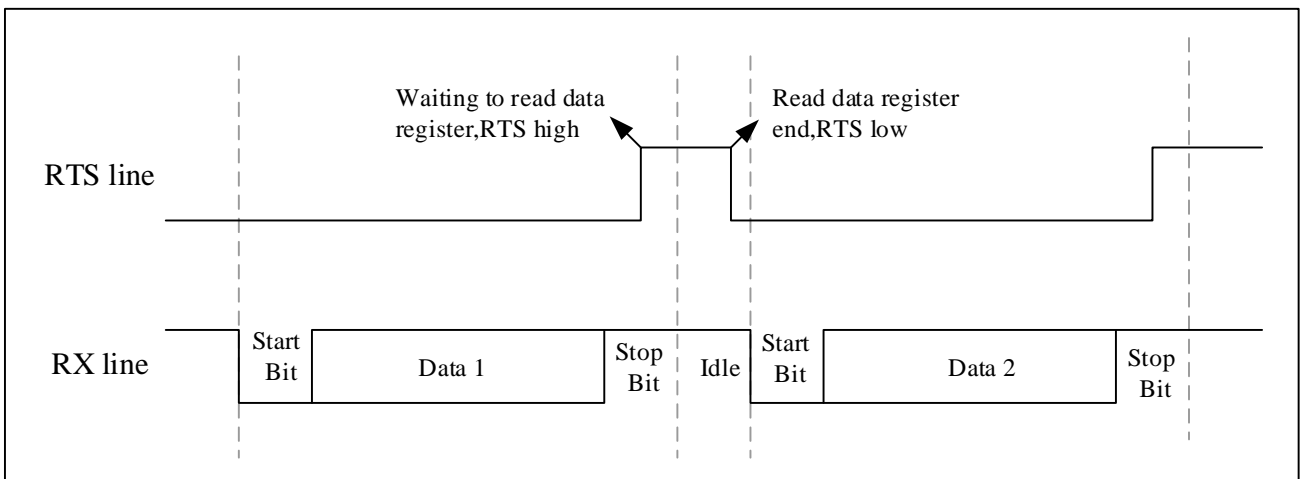 Waiting to read data
register,RTS high
Read data register
end,RTS low
RTS line
RX line
Start
Bit
Data 1
Stop
Bit
Idle
Start
Bit
Data 2
Stop
Bit